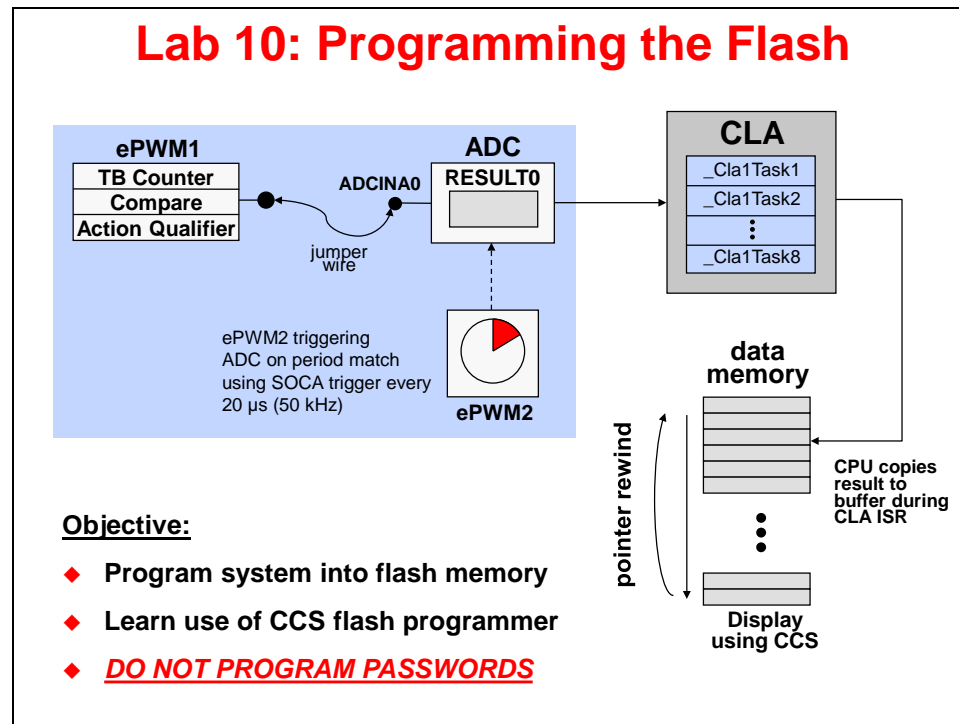 Lab 10: Programming the Flash
ePWM1
TB Counter
Compare
Action Qualifier
jumper
wire
ADCINA0
ADC
RESULT0
ePWM2 triggering
ADC on period match
using SOCA trigger every
20 µs (50 kHz)
ePWM2
CLA
_Cla1Task1
_Cla1Task2
_Cla1Task8
data
memory
pointer rewind
CPU copies
result to
buffer during
CLA ISR
Display
using CCS
Objective:
Program system into flash memory
Learn use of CCS flash programmer
DO NOT PROGRAM PASSWORDS